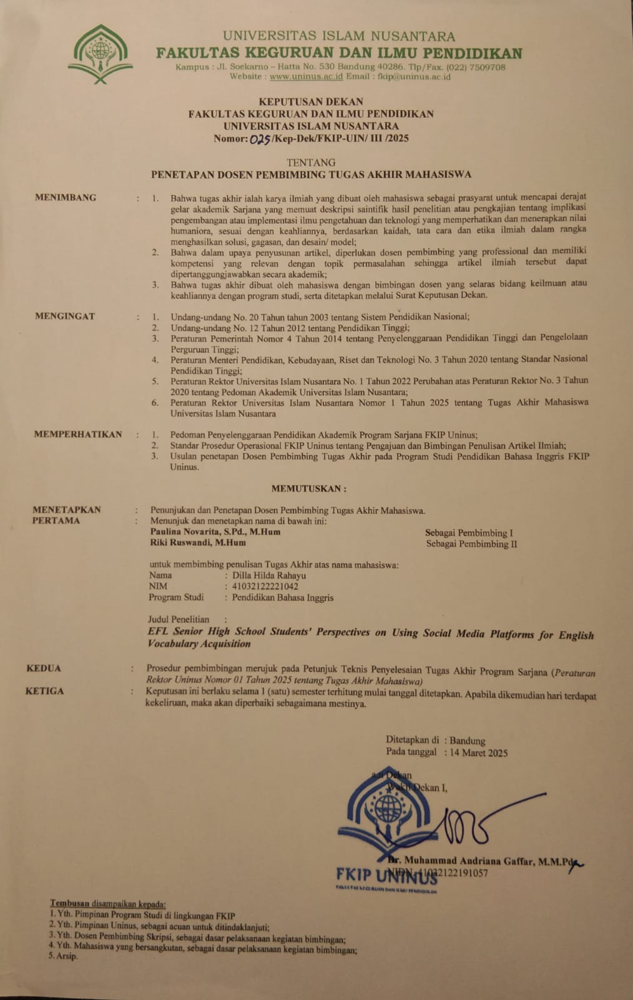 UNIVERSITAS ISLAM NUSANTARA
FAKULTAS KEGURUAN DAN ILMU PENDIDIKAN
Kampus : Jl. Soekarno – Hatta No. 530 Bandung 40286. Tlp/Fax. (022) 7509708
Website : www.uninus.ac.id Email : fkip@uninus.ac.id
KEPUTUSAN DEKAN
FAKULTAS KEGURUAN DAN ILMU PENDIDIKAN
UNIVERSITAS ISLAM NUSANTARA
Nomor: 025/Kep-Dek/FKIP-UIN/ III /2025
TENTANG
PENETAPAN DOSEN PEMBIMBING TUGAS AKHIR MAHASISWA
MENIMBANG : 1. Bahwa tugas akhir ialah karya ilmiah yang dibuat oleh mahasiswa sebagai prasyarat untuk mencapai derajat
gelar akademik Sarjana yang memuat deskripsi saintifik hasil penelitian atau pengkajian tentang implikasi
pengembangan atau implementasi ilmu pengetahuan dan teknologi yang memperhatikan dan menerapkan nilai
humaniora, sesuai dengan keahliannya, berdasarkan kaidah, tata cara dan etika ilmiah dalam rangka
menghasilkan solusi, gagasan, dan desain/ model;
2. Bahwa dalam upaya penyusunan artikel, diperlukan dosen pembimbing yang professional dan memiliki
kompetensi yang relevan dengan topik permasalahan sehingga artikel ilmiah tersebut dapat
dipertanggungjawabkan secara akademik;
3. Bahwa tugas akhir dibuat oleh mahasiswa dengan bimbingan dosen yang selaras bidang keilmuan atau
keahliannya dengan program studi, serta ditetapkan melalui Surat Keputusan Dekan.
MENGINGAT : 1. Undang-undang No. 20 Tahun tahun 2003 tentang Sistem Pendidikan Nasional;
2. Undang-undang No. 12 Tahun 2012 tentang Pendidikan Tinggi;
3. Peraturan Pemerintah Nomor 4 Tahun 2014 tentang Penyelenggaraan Pendidikan Tinggi dan Pengelolaan
Perguruan Tinggi;
4. Peraturan Menteri Pendidikan, Kebudayaan, Riset dan Teknologi No. 3 Tahun 2020 tentang Standar Nasional
Pendidikan Tinggi;
5. Peraturan Rektor Universitas Islam Nusantara No. 1 Tahun 2022 Perubahan atas Peraturan Rektor No. 3 Tahun
2020 tentang Pedoman Akademik Universitas Islam Nusantara;
6. Peraturan Rektor Universitas Islam Nusantara Nomor 1 Tahun 2025 tentang Tugas Akhir Mahasiswa
Universitas Islam Nusantara
MEMPERHATIKAN : 1. Pedoman Penyelenggaraan Pendidikan Akademik Program Sarjana FKIP Uninus;
2. Standar Prosedur Operasional FKIP Uninus tentang Pengajuan dan Bimbingan Penulisan Artikel Ilmiah;
3. Usulan penetapan Dosen Pembimbing Tugas Akhir pada Program Studi Pendidikan Bahasa Inggris FKIP
Uninus.
MEMUTUSKAN :
MENETAPKAN : Penunjukan dan Penetapan Dosen Pembimbing Tugas Akhir Mahasiswa.
PERTAMA : Menunjuk dan menetapkan nama di bawah ini:
Paulina Novarita, S.Pd., M.Hum Sebagai Pembimbing I
Riki Ruswandi, M.Hum Sebagai Pembimbing II
untuk membimbing penulisan Tugas Akhir atas nama mahasiswa:
Nama : Dilla Hilda Rahayu
NIM : 41032122221042
Program Studi : Pendidikan Bahasa Inggris
Judul Penelitian :
EFL Senior High School Students' Perspectives on Using Social Media Platforms for English
Vocabulary Acquisition
KEDUA : Prosedur pembimbingan merujuk pada Petunjuk Teknis Penyelesaian Tugas Akhir Program Sarjana (Peraturan
Rektor Uninus Nomor 01 Tahun 2025 tentang Tugas Akhir Mahasiswa)
KETIGA : Keputusan ini berlaku selama 1 (satu) semester terhitung mulai tanggal ditetapkan. Apabila dikemudian hari terdapat
kekeliruan, maka akan diperbaiki sebagaimana mestinya.
Ditetapkan di : Bandung
Pada tanggal : 14 Maret 2025
a.n Dekan
Wakil Dekan I,
Dr. Muhammad Andriana Gaffar, M.M.Pd.
NIDN. 41032122191057
FKIP UNINUS
FAKULTAS KEGURUAN DAN ILMU PENDIDIKAN
Tembusan disampaikan kepada:
1. Yth. Pimpinan Program Studi di lingkungan FKIP
2. Yth. Pimpinan Uninus, sebagai acuan untuk ditindaklanjuti;
3. Yth. Dosen Pembimbing Skripsi, sebagai dasar pelaksanaan kegiatan bimbingan;
4. Yth. Mahasiswa yang bersangkutan, sebagai dasar pelaksanaan kegiatan bimbingan;
5. Arsip.